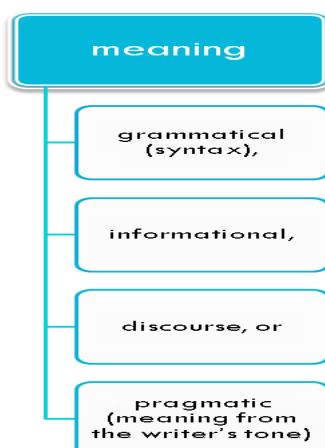 meaning
grammatical
(syntax),
informational,
discourse, or
pragmatic
(meaning from
the writer's tone)